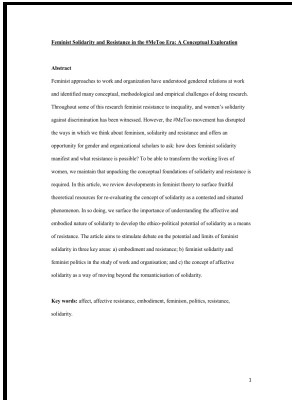 Feminist Solidarity and Resistance in the #MeToo Era: A Conceptual Exploration
Abstract
Feminist approaches to work and organization have understood gendered relations at work
and identified many conceptual, methodological and empirical challenges of doing research.
Throughout some of this research feminist resistance to inequality, and women's solidarity
against discrimination has been witnessed. However, the #MeToo movement has disrupted
the ways in which we think about feminism, solidarity and resistance and offers an
opportunity for gender and organizational scholars to ask: how does feminist solidarity
manifest and what resistance is possible? To be able to transform the working lives of
women, we maintain that unpacking the conceptual foundations of solidarity and resistance is
required. In this article, we review developments in feminist theory to surface fruitful
theoretical resources for re-evaluating the concept of solidarity as a contested and situated
phenomenon. In so doing, we surface the importance of understanding the affective and
embodied nature of solidarity to develop the ethico-political potential of solidarity as a means
of resistance. The article aims to stimulate debate on the potential and limits of feminist
solidarity in three key areas: a) embodiment and resistance; b) feminist solidarity and
feminist politics in the study of work and organisation; and c) the concept of affective
solidarity as a way of moving beyond the romanticisation of solidarity.
Key words: affect, affective resistance, embodiment, feminism, politics, resistance,
solidarity.
1